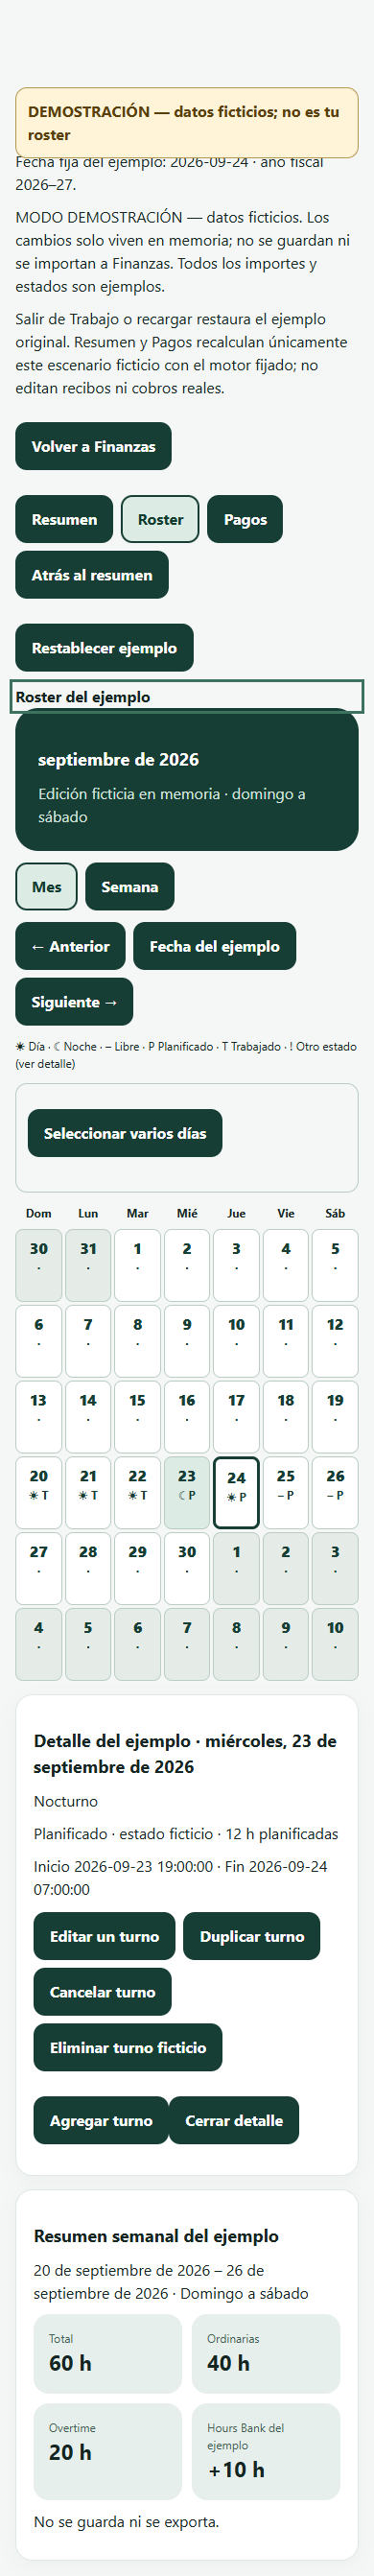 DEMOSTRACIÓN — datos ficticios; no es tu
roster
Fecha fija del ejemplo: 2026-09-24 · año fiscal
2026–27.
MODO DEMOSTRACIÓN — datos ficticios. Los
cambios solo viven en memoria; no se guardan ni
se importan a Finanzas. Todos los importes y
estados son ejemplos.
Salir de Trabajo o recargar restaura el ejemplo
original. Resumen y Pagos recalculan únicamente
este escenario ficticio con el motor fijado; no
editan recibos ni cobros reales.
Volver a Finanzas
Resumen Roster Pagos
Atrás al resumen
Restablecer ejemplo
Roster del ejemplo
septiembre de 2026
Edición ficticia en memoria · domingo a
sábado
Mes Semana
← Anterior Fecha del ejemplo
Siguiente →
☀ Día · ☾ Noche · – Libre · P Planificado · T Trabajado · ! Otro estado
(ver detalle)
Seleccionar varios días
Dom Lun Mar Mié Jue Vie Sáb
30 31 1 2 3 4 5
· · · · · · ·
6 7 8 9 10 11 12
· · · · · · ·
13 14 15 16 17 18 19
· · · · · · ·
20 21 22 23 24 25 26
☀ T ☀ T ☀ T ☾ P ☀ P – P – P
27 28 29 30 1 2 3
· · · · · · ·
4 5 6 7 8 9 10
· · · · · · ·
Detalle del ejemplo · miércoles, 23 de
septiembre de 2026
Nocturno
Planificado · estado ficticio · 12 h planificadas
Inicio 2026-09-23 19:00:00 · Fin 2026-09-24
07:00:00
Editar un turno Duplicar turno
Cancelar turno
Eliminar turno ficticio
Agregar turno Cerrar detalle
Resumen semanal del ejemplo
20 de septiembre de 2026 – 26 de
septiembre de 2026 · Domingo a sábado
Total Ordinarias
60 h 40 h
Overtime Hours Bank del
ejemplo
20 h +10 h
No se guarda ni se exporta.